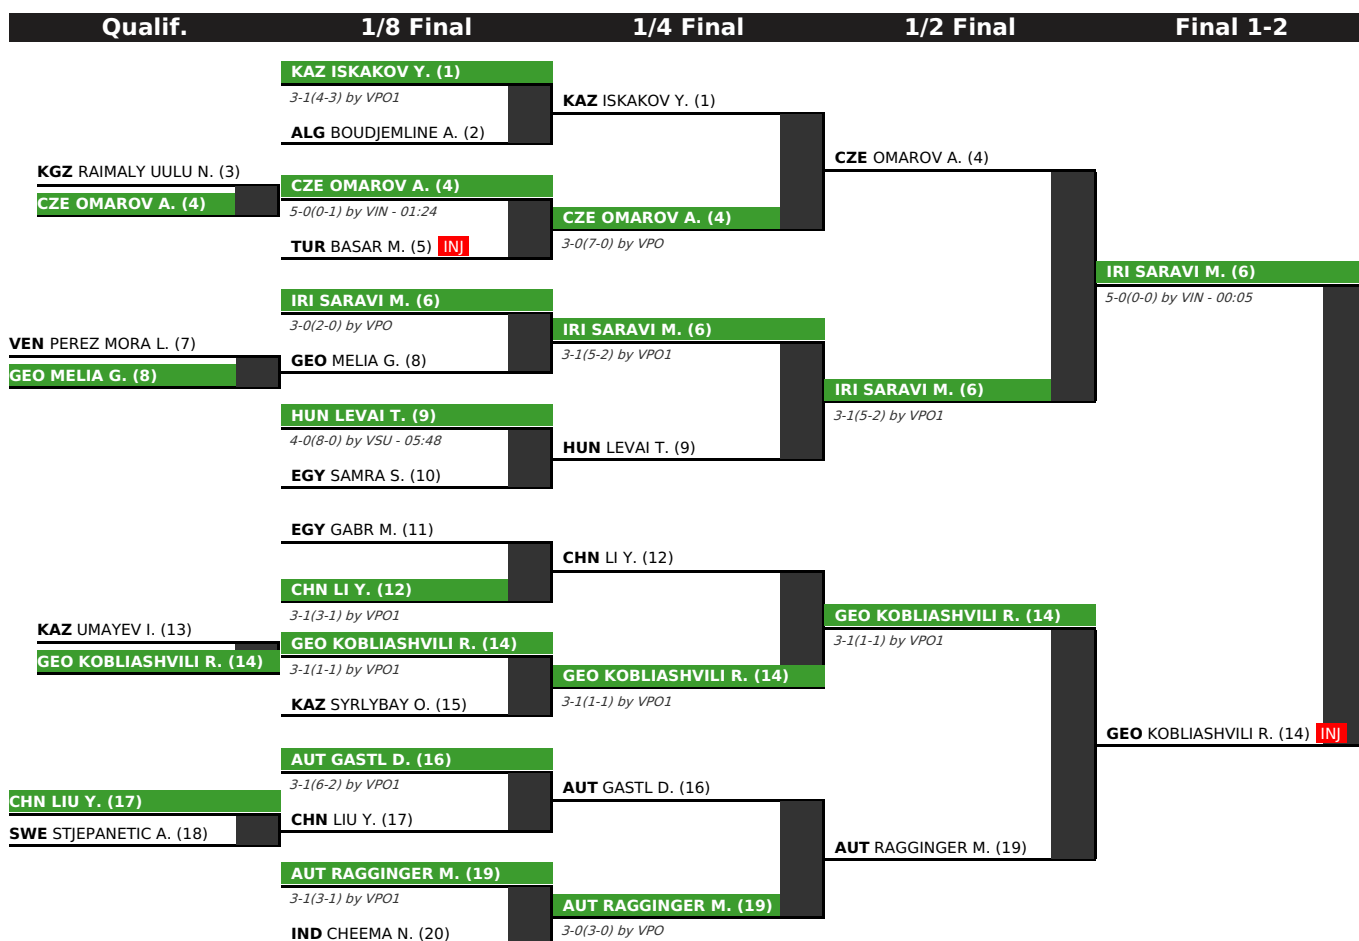 Qualif.
1/8 Final
1/4 Final
1/2 Final
Final 1-2
KGZ RAIMALY UULU N. (3)
CZE OMAROV A. (4)
VEN PEREZ MORA L. (7)
GEO MELIA G. (8)
KAZ UMAYEV I. (13)
GEO KOBLIASHVILI R. (14)
CHN LIU Y. (17)
SWE STJEPANETIC A. (18)
KAZ ISKAKOV Y. (1)
3-1(4-3) by VPO1
ALG BOUDJEMLINE A. (2)
CZE OMAROV A. (4)
5-0(0-1) by VIN - 01:24
TUR BASAR M. (5) INJ
IRI SARAVI M. (6)
3-0(2-0) by VPO
GEO MELIA G. (8)
HUN LEVAI T. (9)
4-0(8-0) by VSU - 05:48
EGY SAMRA S. (10)
EGY GABR M. (11)
CHN LI Y. (12)
3-1(3-1) by VPO1
GEO KOBLIASHVILI R. (14)
3-1(1-1) by VPO1
KAZ SYRLYBAY O. (15)
AUT GASTL D. (16)
3-1(6-2) by VPO1
CHN LIU Y. (17)
AUT RAGGINGER M. (19)
3-1(3-1) by VPO1
IND CHEEMA N. (20)
KAZ ISKAKOV Y. (1)
CZE OMAROV A. (4)
3-0(7-0) by VPO
IRI SARAVI M. (6)
3-1(5-2) by VPO1
HUN LEVAI T. (9)
CHN LI Y. (12)
GEO KOBLIASHVILI R. (14)
3-1(1-1) by VPO1
AUT GASTL D. (16)
AUT RAGGINGER M. (19)
3-0(3-0) by VPO
CZE OMAROV A. (4)
IRI SARAVI M. (6)
3-1(5-2) by VPO1
GEO KOBLIASHVILI R. (14)
3-1(1-1) by VPO1
AUT RAGGINGER M. (19)
IRI SARAVI M. (6)
5-0(0-0) by VIN - 00:05
GEO KOBLIASHVILI R. (14) INJ